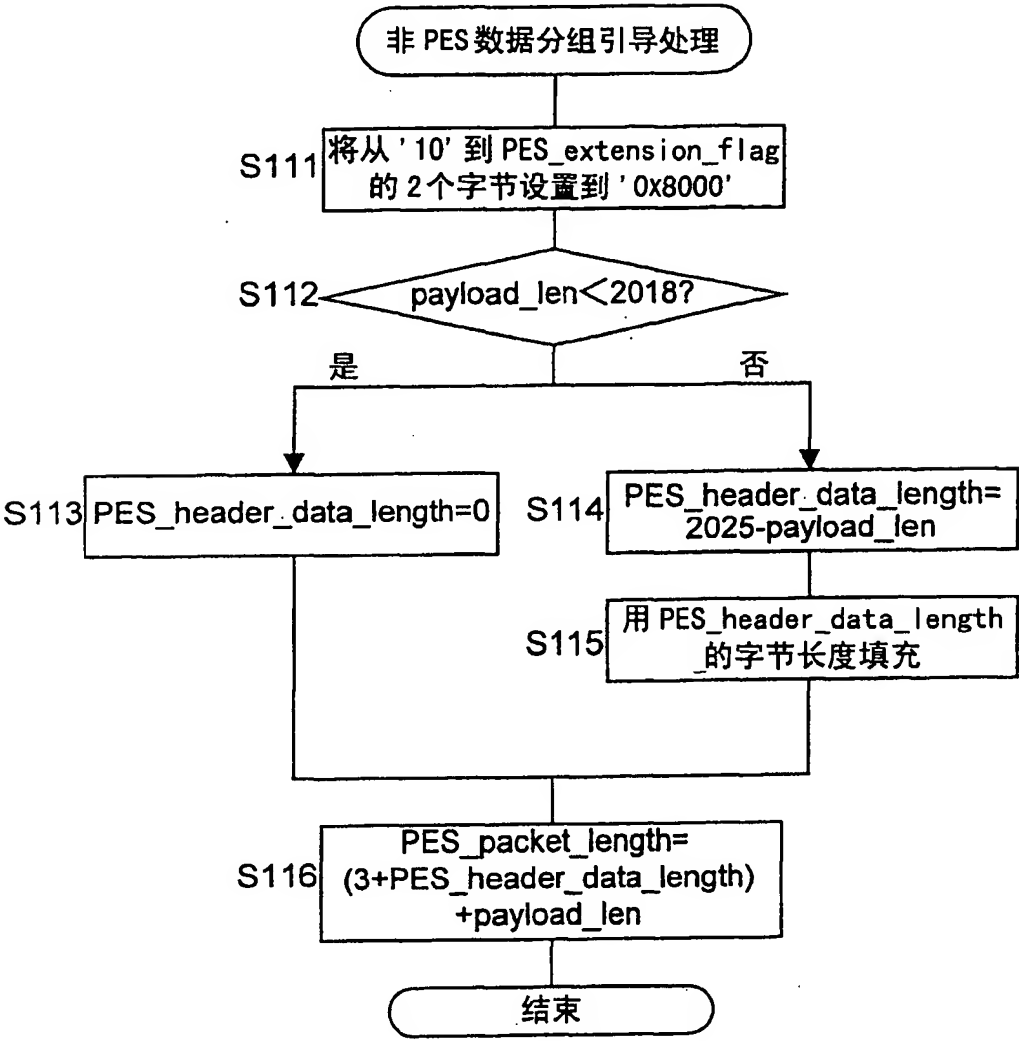 非 PES 数据分组引导处理
S111
将从 '10' 到 PES_extension_flag
的 2 个字节设置到 '0X8000'
S112
payload_len<2018?
是
否
S113
PES_header_data_length=0
S114
PES_header_data_length=
2025-payload_len
S115
用 PES_header_data_length
的字节长度填充
S116
PES_packet_length=
(3+PES_header_data_length)
+payload_len
结束